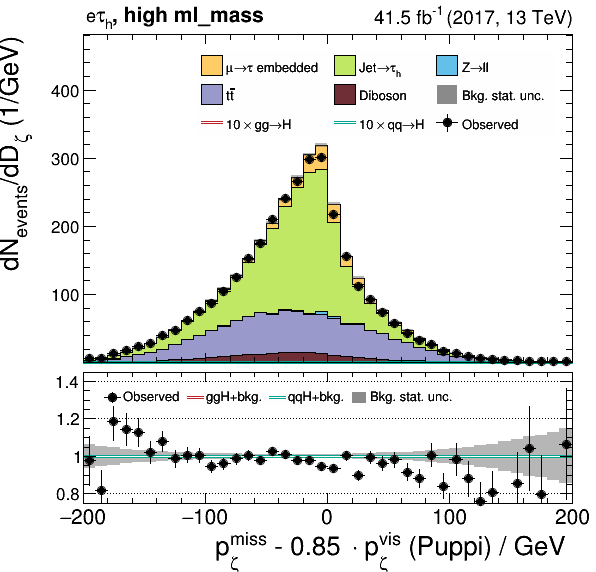 eτh, high ml_mass 41.5 fb⁻¹ (2017, 13 TeV)
dNevents/dDζ (1/GeV)
μ→τ embedded Jet→τh Z→ll
tt̄ Diboson Bkg. stat. unc.
10 × gg→H 10 × qq→H Observed
400
300
200
100
Observed ggH+bkg. qqH+bkg. Bkg. stat. unc.
1.4
1.2
1
0.8
−200 −100 0 100 200
pζmiss - 0.85 · pζvis (Puppi) / GeV